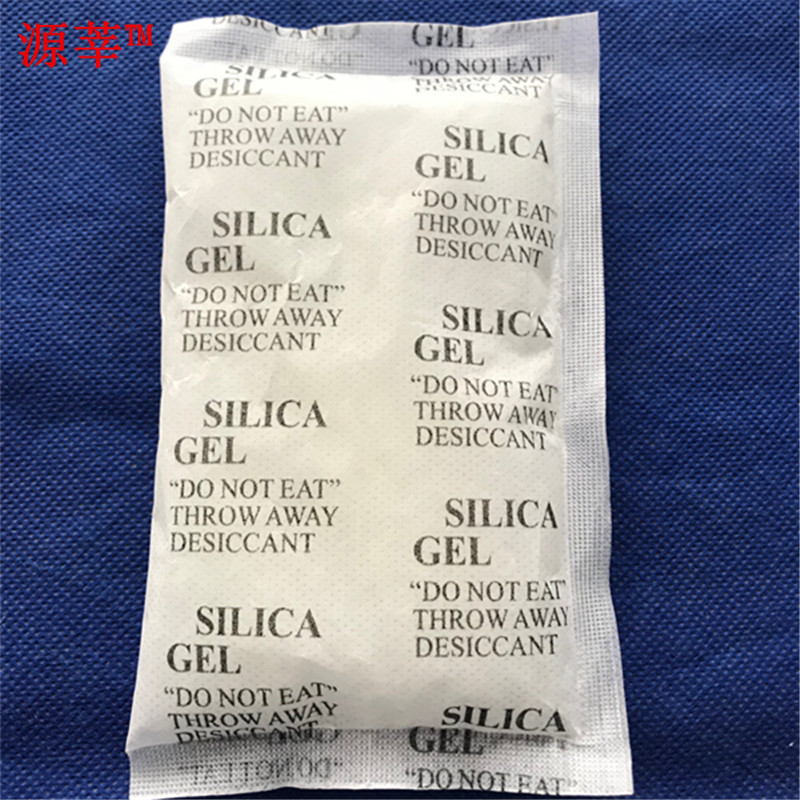 源莘™
DESICCANT
GEL
"DO NOT EAT"
THROW AWAY
DESICCANT
SILICA
GEL
"DO NOT EAT"
THROW AWAY
DESICCANT
SILICA
GEL
"DO NOT EAT"
THROW AWAY
DESICCANT
SILICA
GEL
"DO NOT EAT"
THROW AWAY
DESICCANT
SILICA
GEL
"DO NOT EAT"
THROW AWAY
DESICCANT
SILICA
GEL
"DO NOT EAT
THROW AWAY
DESICCANT
SILICA
GEL
"DO NOT EAT
THROW AWAY
DESICCANT
SILICA
GEL
"DO NOT EAT
THROW AWAY
DESICCANT
SILICA
GEL
"DO NOT EAT"